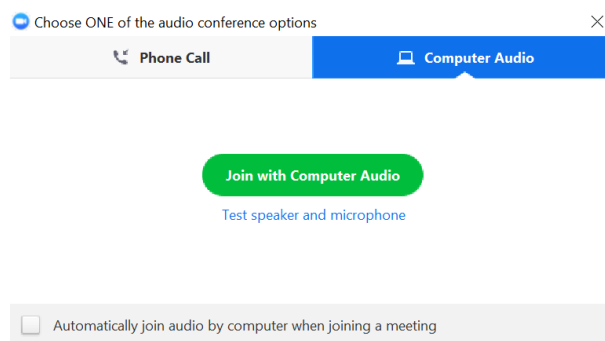 Choose ONE of the audio conference options
Phone Call
Computer Audio
Join with Computer Audio
Test speaker and microphone
Automatically join audio by computer when joining a meeting